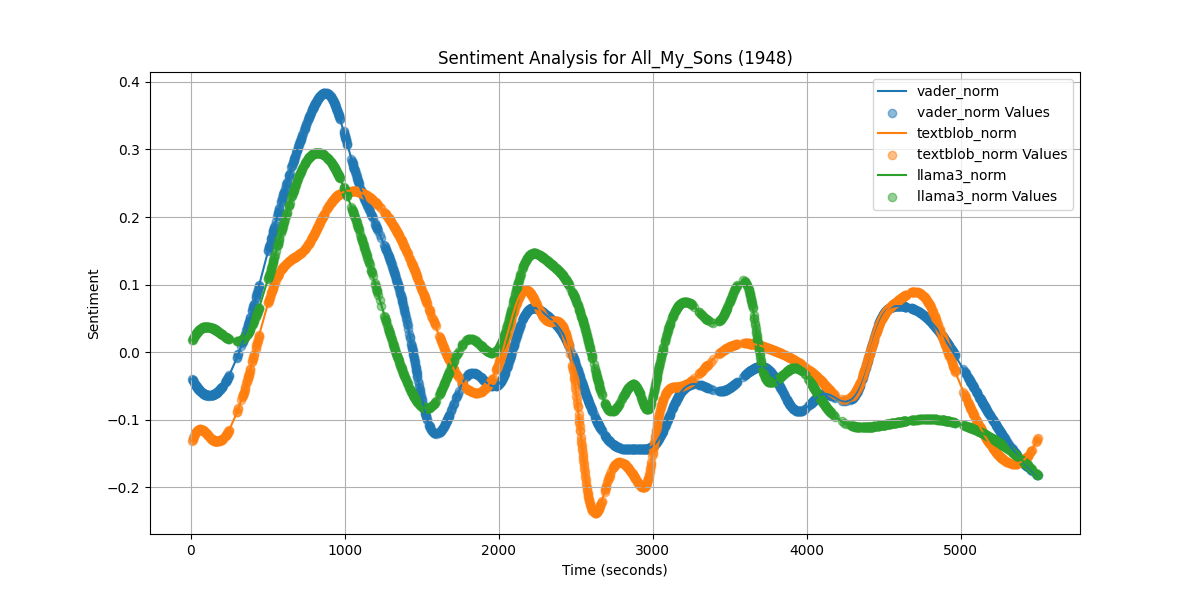 Sentiment Analysis for All_My_Sons (1948)
vader_norm
vader_norm Values
textblob_norm
textblob_norm Values
llama3_norm
llama3_norm Values
Sentiment
0.4
0.3
0.2
0.1
0.0
−0.1
−0.2
0 1000 2000 3000 4000 5000
Time (seconds)